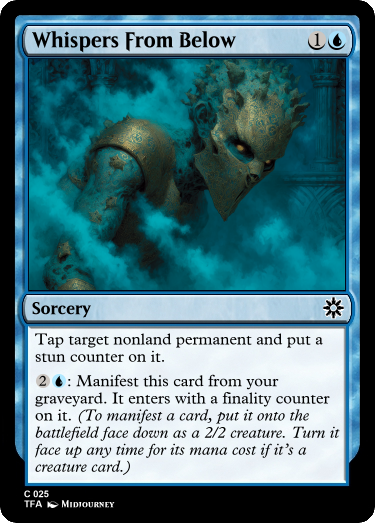 Whispers From Below 1
Sorcery
Tap target nonland permanent and put a
stun counter on it.
2: Manifest this card from your
graveyard. It enters with a finality counter
on it. (To manifest a card, put it onto the
battlefield face down as a 2/2 creature. Turn it
face up any time for its mana cost if it's a
creature card.)
C 025
TFA Midjourney